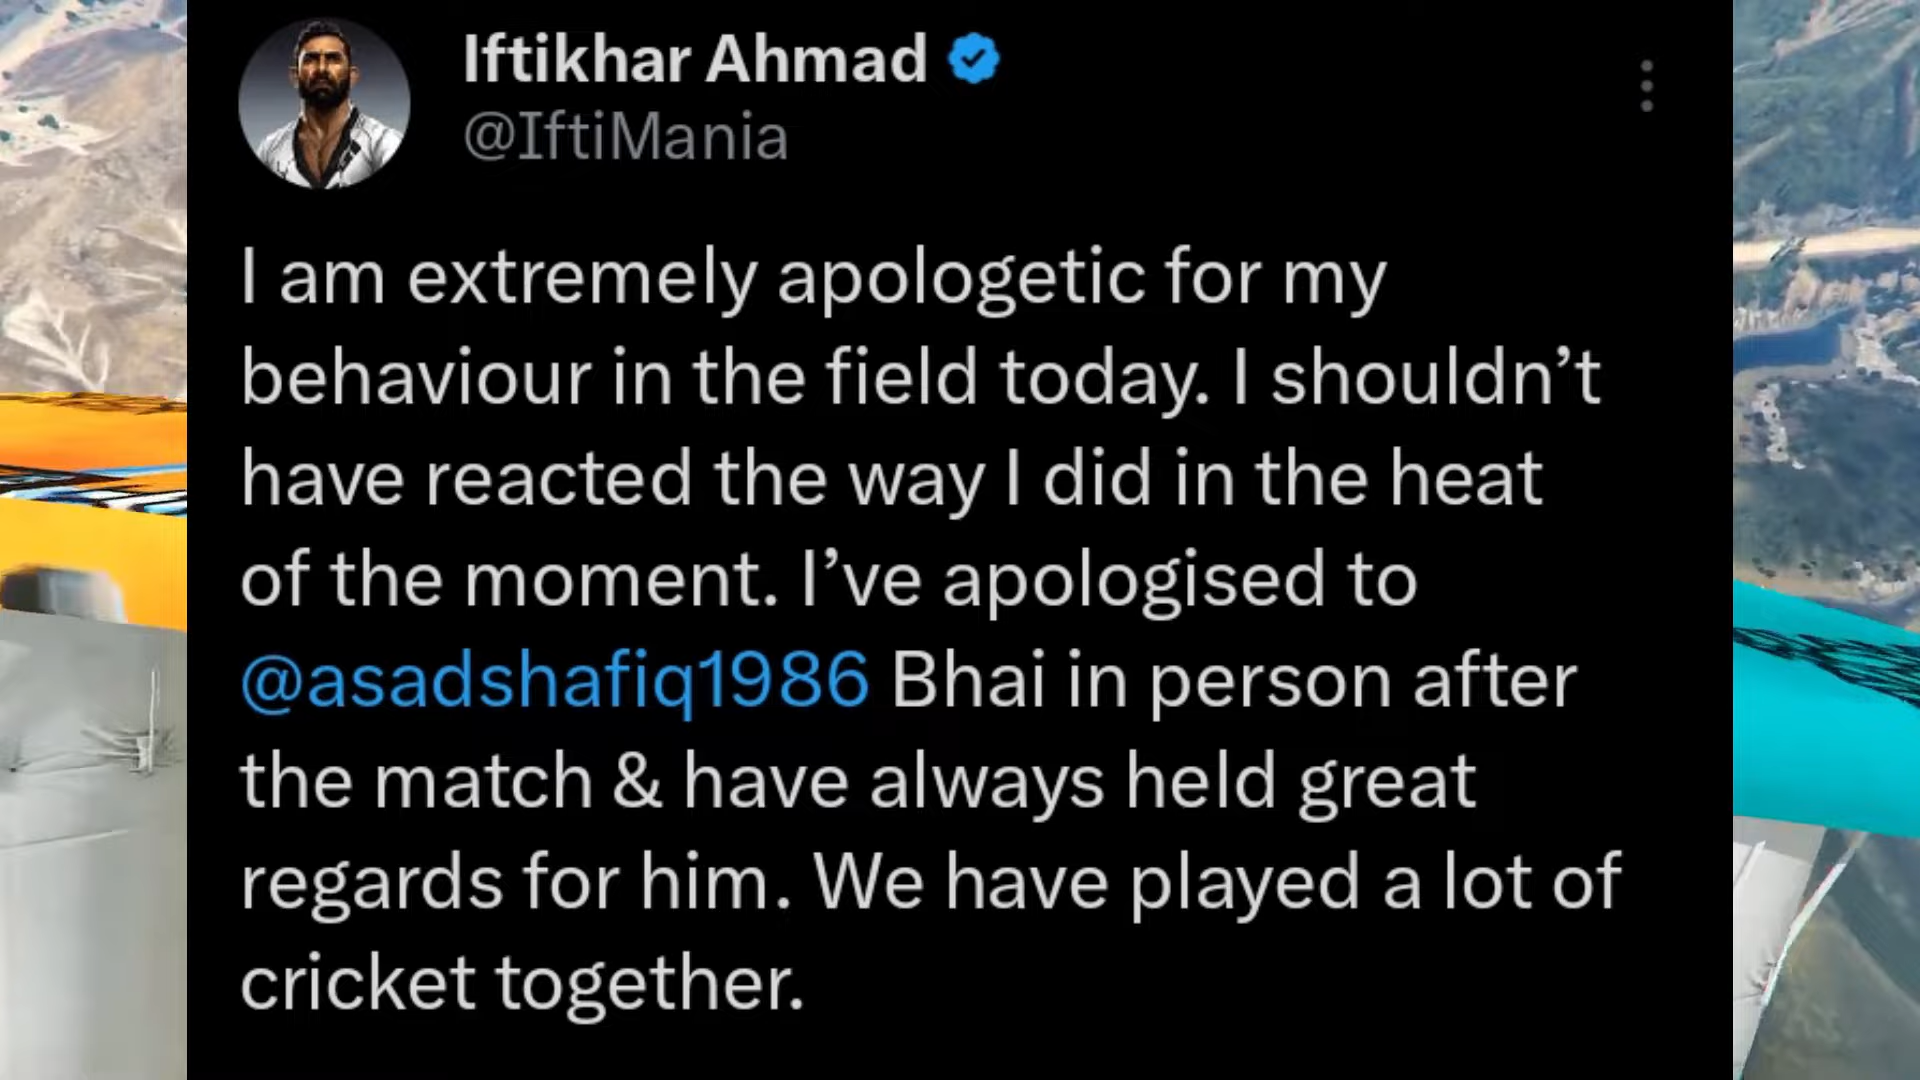 Iftikhar Ahmad
@IftiMania
I am extremely apologetic for my
behaviour in the field today. I shouldn’t
have reacted the way I did in the heat
of the moment. I’ve apologised to
@asadshafiq1986 Bhai in person after
the match & have always held great
regards for him. We have played a lot of
cricket together.